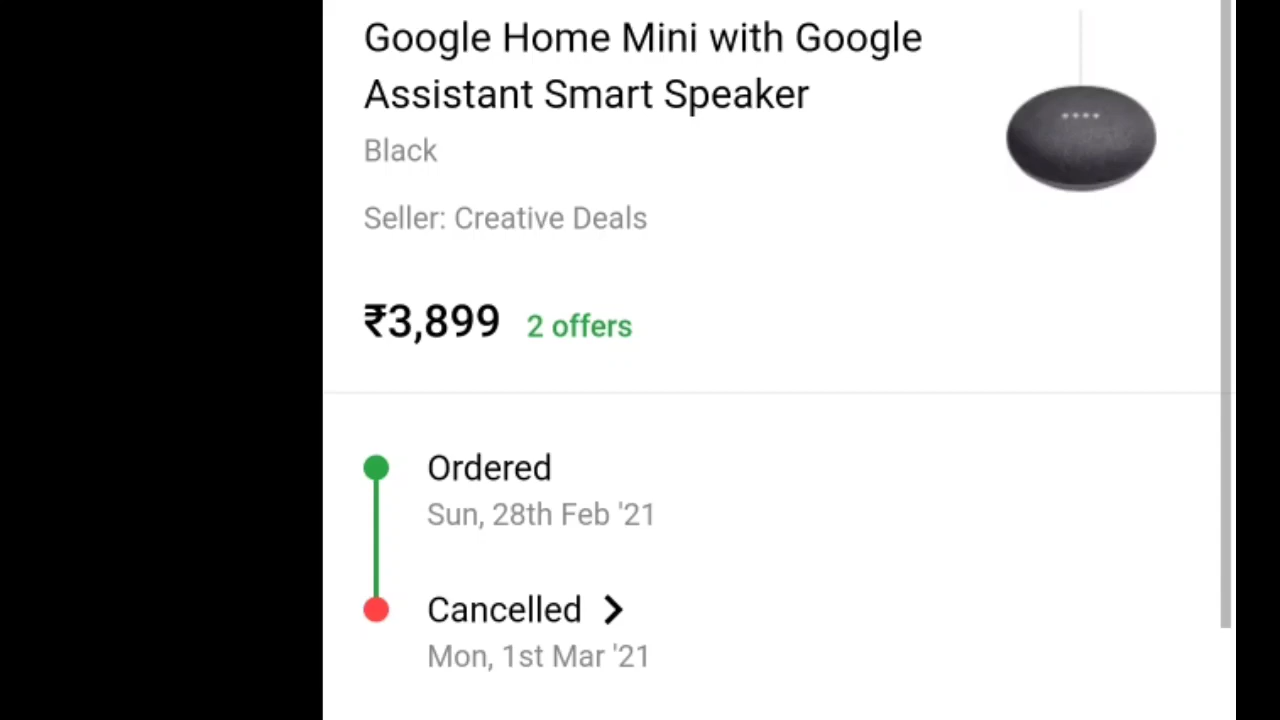 Google Home Mini with Google
Assistant Smart Speaker
Black
Seller: Creative Deals
₹3,899 2 offers
Ordered
Sun, 28th Feb '21
Cancelled
Mon, 1st Mar '21